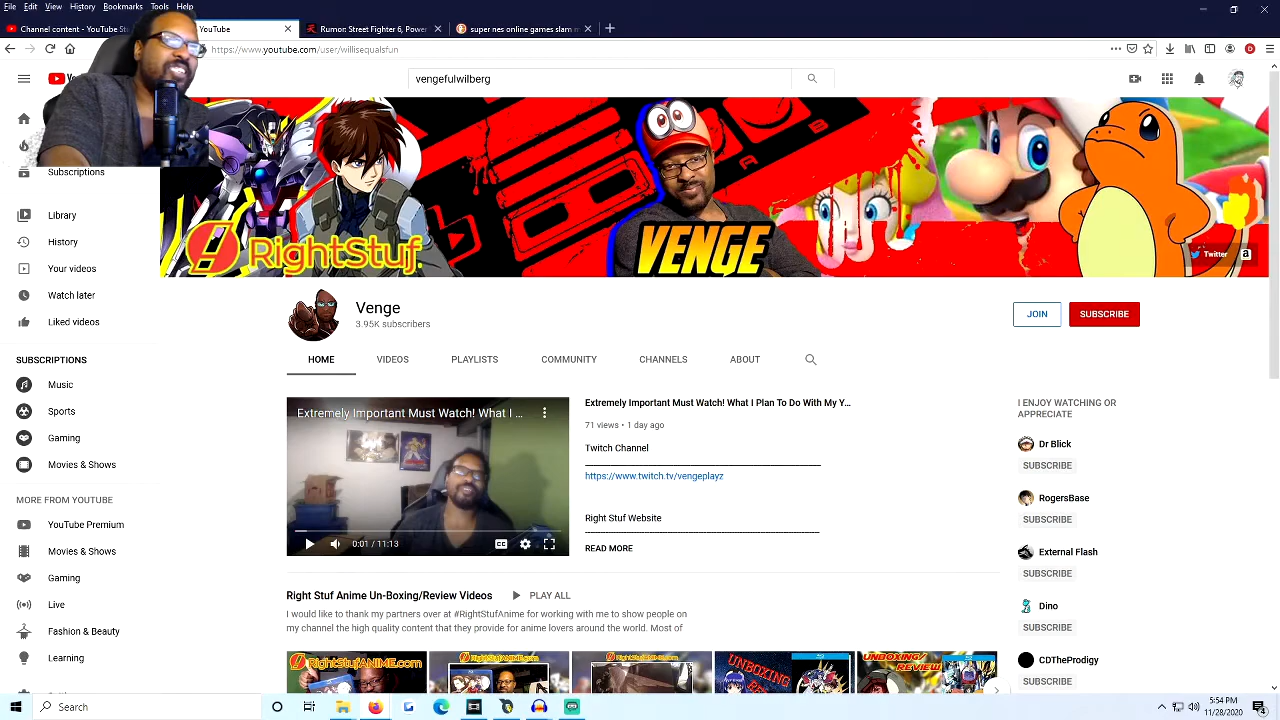 File Edit View History Bookmarks Tools Help
Channel content - YouTub
YouTube
Rumor: Street Fighter 6, Power
super nes online games slam m
https://www.youtube.com/user/willisequalsfun
vengefulwilberg
RightStuf
VENGE
Twitter
Subscriptions
Library
History
Your videos
Watch later
Liked videos
SUBSCRIPTIONS
Music
Sports
Gaming
Movies & Shows
MORE FROM YOUTUBE
YouTube Premium
Movies & Shows
Gaming
Live
Fashion & Beauty
Learning
Venge
3.95K subscribers
JOIN
SUBSCRIBE
HOME VIDEOS PLAYLISTS COMMUNITY CHANNELS ABOUT
Extremely Important Must Watch! What I ...
0:01 / 11:13
CC
Extremely Important Must Watch! What I Plan To Do With My Y...
71 views • 1 day ago
Twitch Channel
https://www.twitch.tv/vengeplayz
Right Stuf Website
READ MORE
I ENJOY WATCHING OR
APPRECIATE
Dr Blick
SUBSCRIBE
RogersBase
SUBSCRIBE
External Flash
SUBSCRIBE
Dino
SUBSCRIBE
CDTheProdigy
SUBSCRIBE
Right Stuf Anime Un-Boxing/Review Videos
PLAY ALL
I would like to thank my partners over at #RightStufAnime for working with me to show people on
my channel the high quality content that they provide for anime lovers around the world. Most of
RightStufANIME.com
RightStufANIME.com
RightStufANIME.com
UNBOXING
UNBOXING/
REVIEW
Search
5:54 PM
11/28/2020